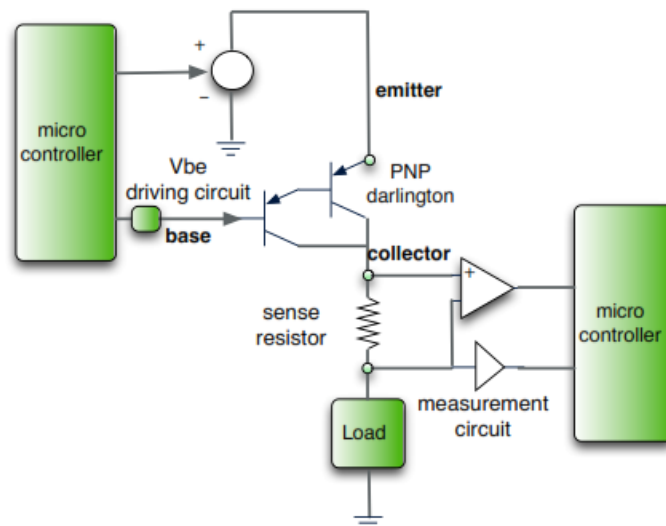 +
−
emitter
micro
controller
Vbe
driving circuit
PNP
darlington
base
collector
+
sense
resistor
micro
controller
measurement
circuit
Load